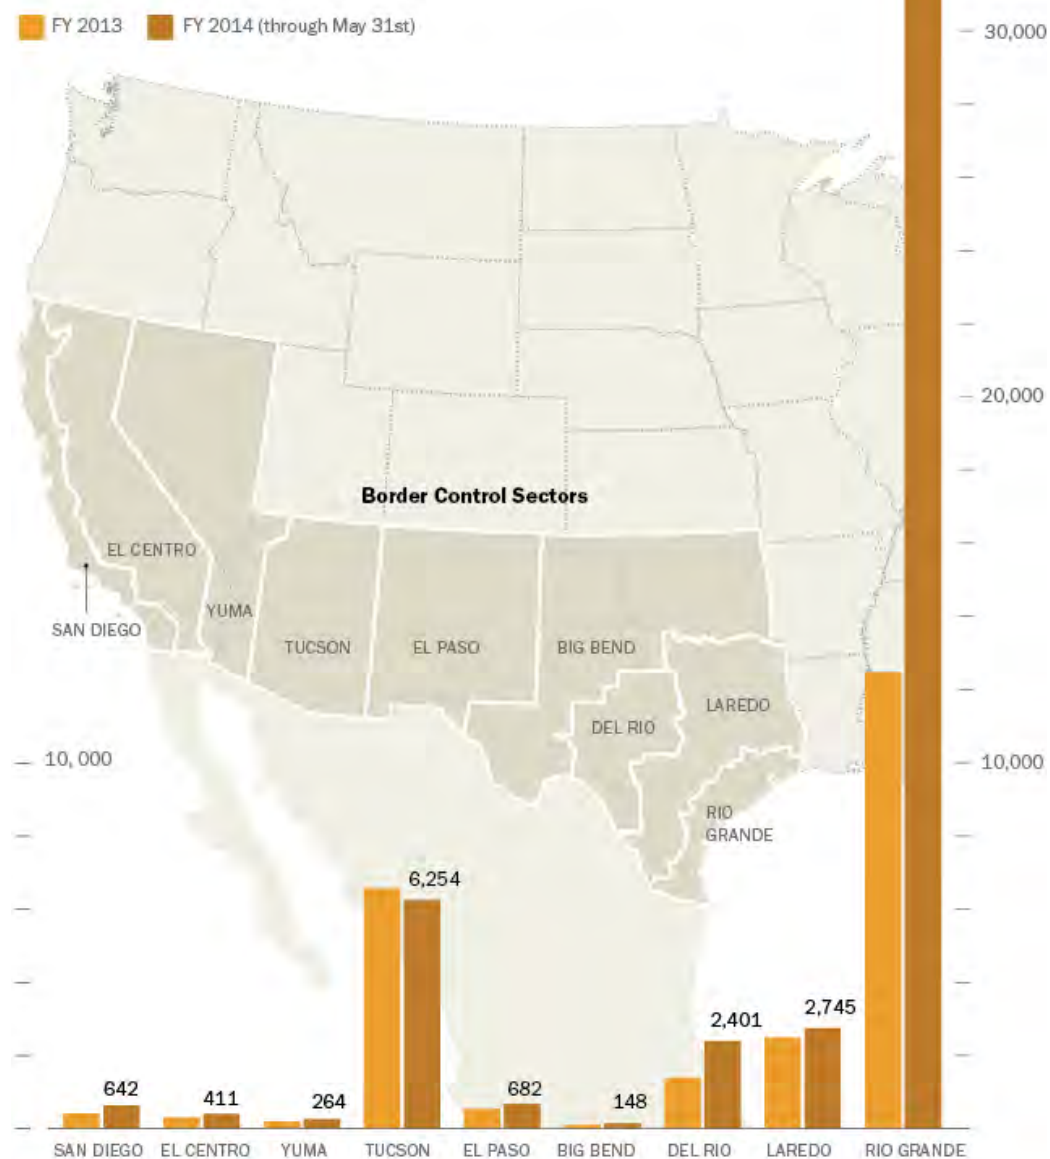 FY 2013 FY 2014 (through May 31st)
30,000
20,000
Border Control Sectors
EL CENTRO
YUMA
SAN DIEGO
TUCSON EL PASO BIG BEND
LAREDO
DEL RIO
10, 000 10,000
RIO
GRANDE
6,254
2,401 2,745
642 411 264 682 148
SAN DIEGO EL CENTRO YUMA TUCSON EL PASO BIG BEND DEL RIO LAREDO RIO GRANDE